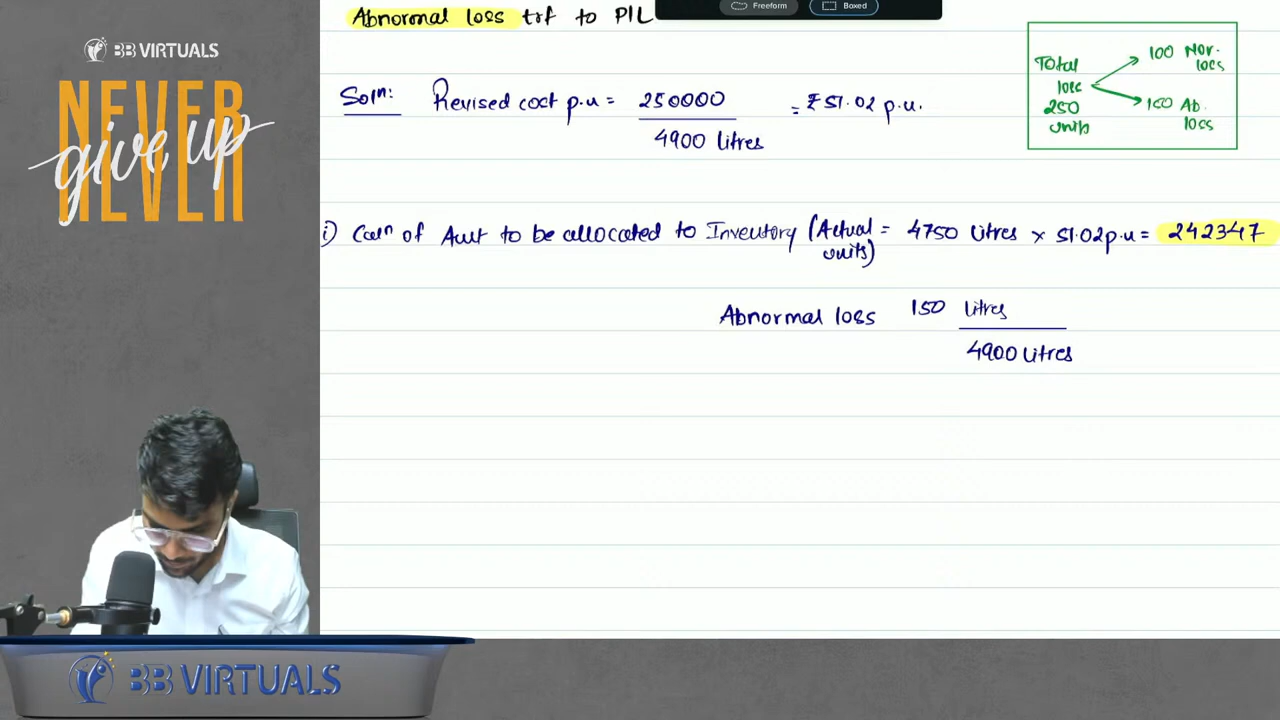 Abnormal loss trf to P/L
Freeform
Boxed
BB VIRTUALS
NEVER
give up
NEVER
Total
loss
250
units
100 Nor.
loss
150 Ab.
loss
Soln: Revised cost p.u = 250000 = ₹51.02 p.u.
4900 litres
i) Caln of Amt to be allocated to Inventory (Actual = 4750 litres × 51.02 p.u = 242347
units)
Abnormal loss 150 litres
4900 litres
BB VIRTUALS